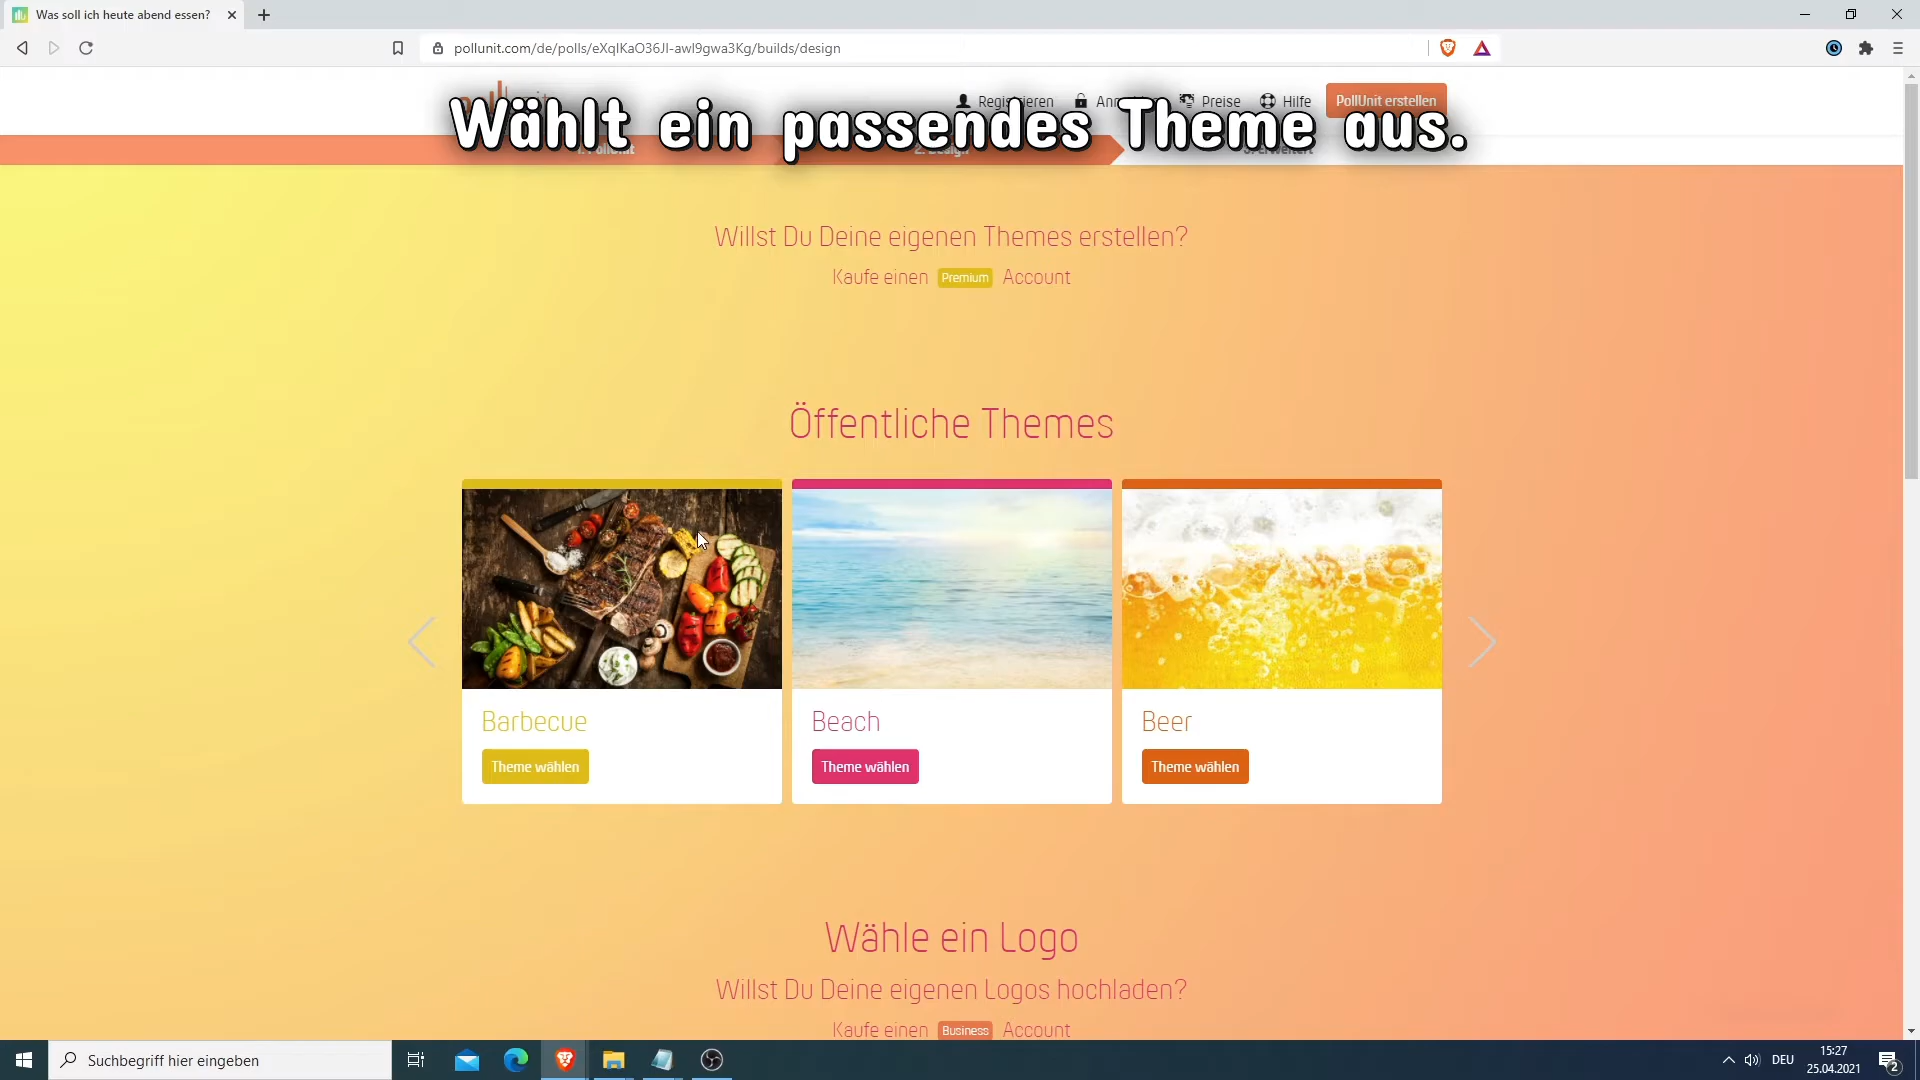 Was soll ich heute abend essen?
pollunit.com/de/polls/eXqlKaO36Jl-awl9gwa3Kg/builds/design
Registrieren
Preise
Hilfe
PollUnit erstellen
Wählt ein passendes Theme aus.
Willst Du Deine eigenen Themes erstellen?
Kaufe einen Premium Account
Öffentliche Themes
Barbecue
Theme wählen
Beach
Theme wählen
Beer
Theme wählen
Wähle ein Logo
Willst Du Deine eigenen Logos hochladen?
Kaufe einen Business Account
Suchbegriff hier eingeben
DEU
15:27
25.04.2021
2